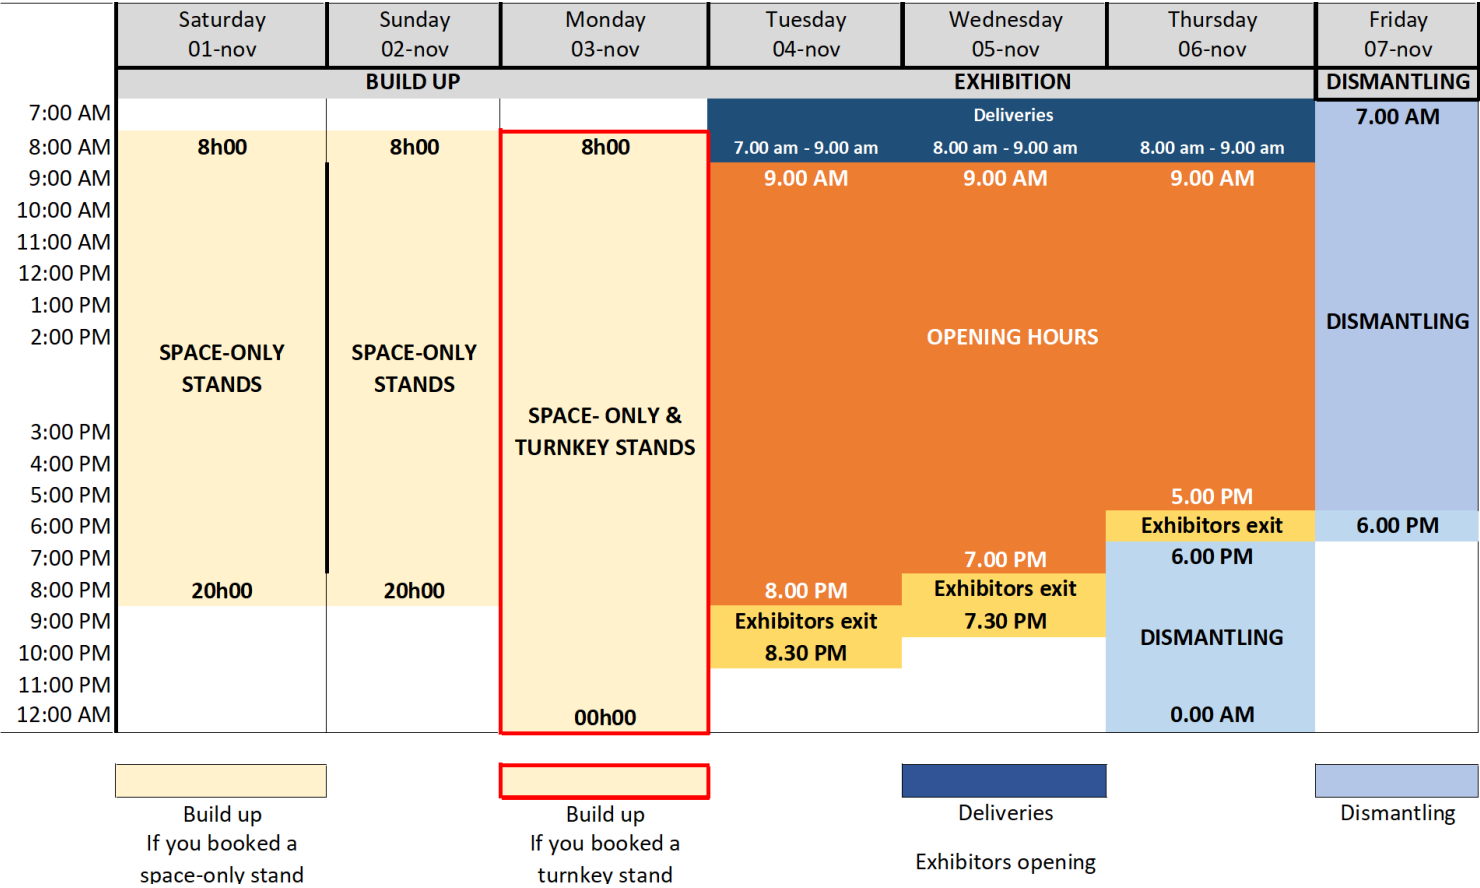 Saturday Sunday Monday Tuesday Wednesday Thursday Friday
01-nov 02-nov 03-nov 04-nov 05-nov 06-nov 07-nov
BUILD UP EXHIBITION DISMANTLING
7:00 AM Deliveries 7.00 AM
8:00 AM 8h00 8h00 8h00 7.00 am - 9.00 am 8.00 am - 9.00 am 8.00 am - 9.00 am
9:00 AM 9.00 AM 9.00 AM 9.00 AM
10:00 AM
11:00 AM
12:00 PM
1:00 PM
DISMANTLING
2:00 PM OPENING HOURS
SPACE-ONLY SPACE-ONLY
STANDS STANDS
SPACE- ONLY &
3:00 PM
TURNKEY STANDS
4:00 PM
5:00 PM 5.00 PM
6:00 PM Exhibitors exit 6.00 PM
7:00 PM 7.00 PM 6.00 PM
8:00 PM 20h00 20h00 8.00 PM Exhibitors exit
9:00 PM Exhibitors exit 7.30 PM
DISMANTLING
10:00 PM 8.30 PM
11:00 PM
12:00 AM 00h00 0.00 AM
Build up Build up Deliveries Dismantling
If you booked a If you booked a
Exhibitors opening
space-only stand turnkey stand